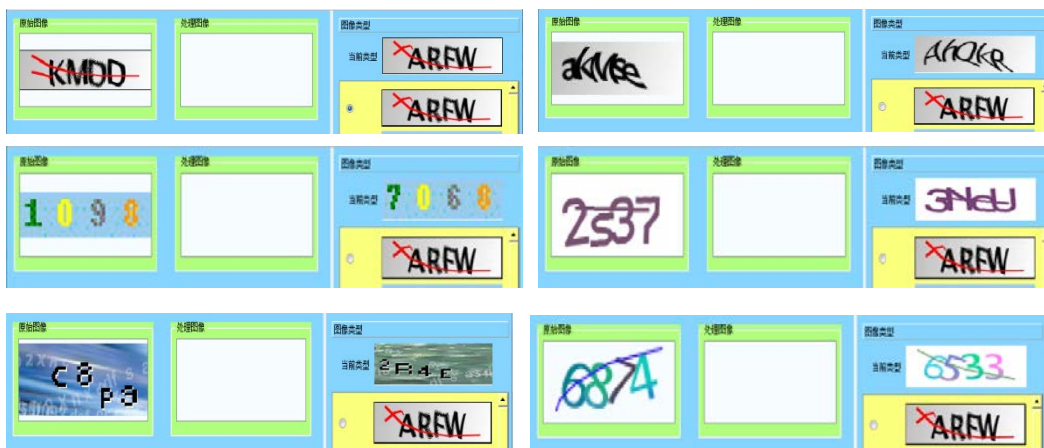 原始图像 处理图像 图像类型
KMDD 当前类型 ARFW
ARFW
原始图像 处理图像 图像类型
当前类型
ARFW
原始图像 处理图像 图像类型
1098 当前类型 7068
ARFW
原始图像 处理图像 图像类型
2s37 当前类型
ARFW
原始图像 处理图像 图像类型
当前类型
ARFW
原始图像 处理图像 图像类型
6874 当前类型 6533
ARFW